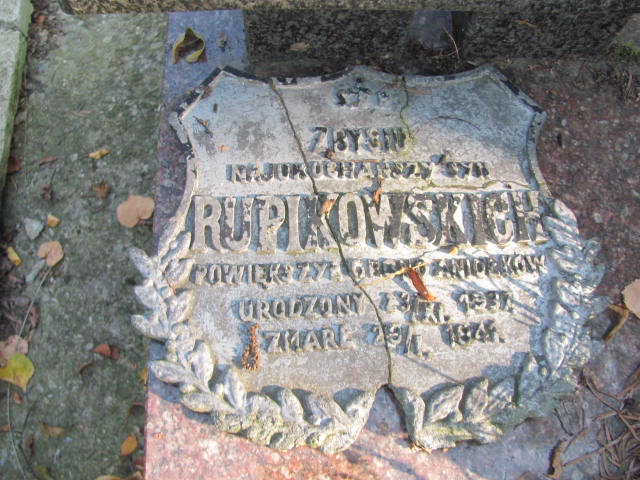 Ś.P.
ZBYSIU
NAJUKOCHAŃSZY SYN
RUPIKOWSKICH
POWIĘKSZYŁ GRONO ANIOŁKÓW
URODZONY
ZMARŁ